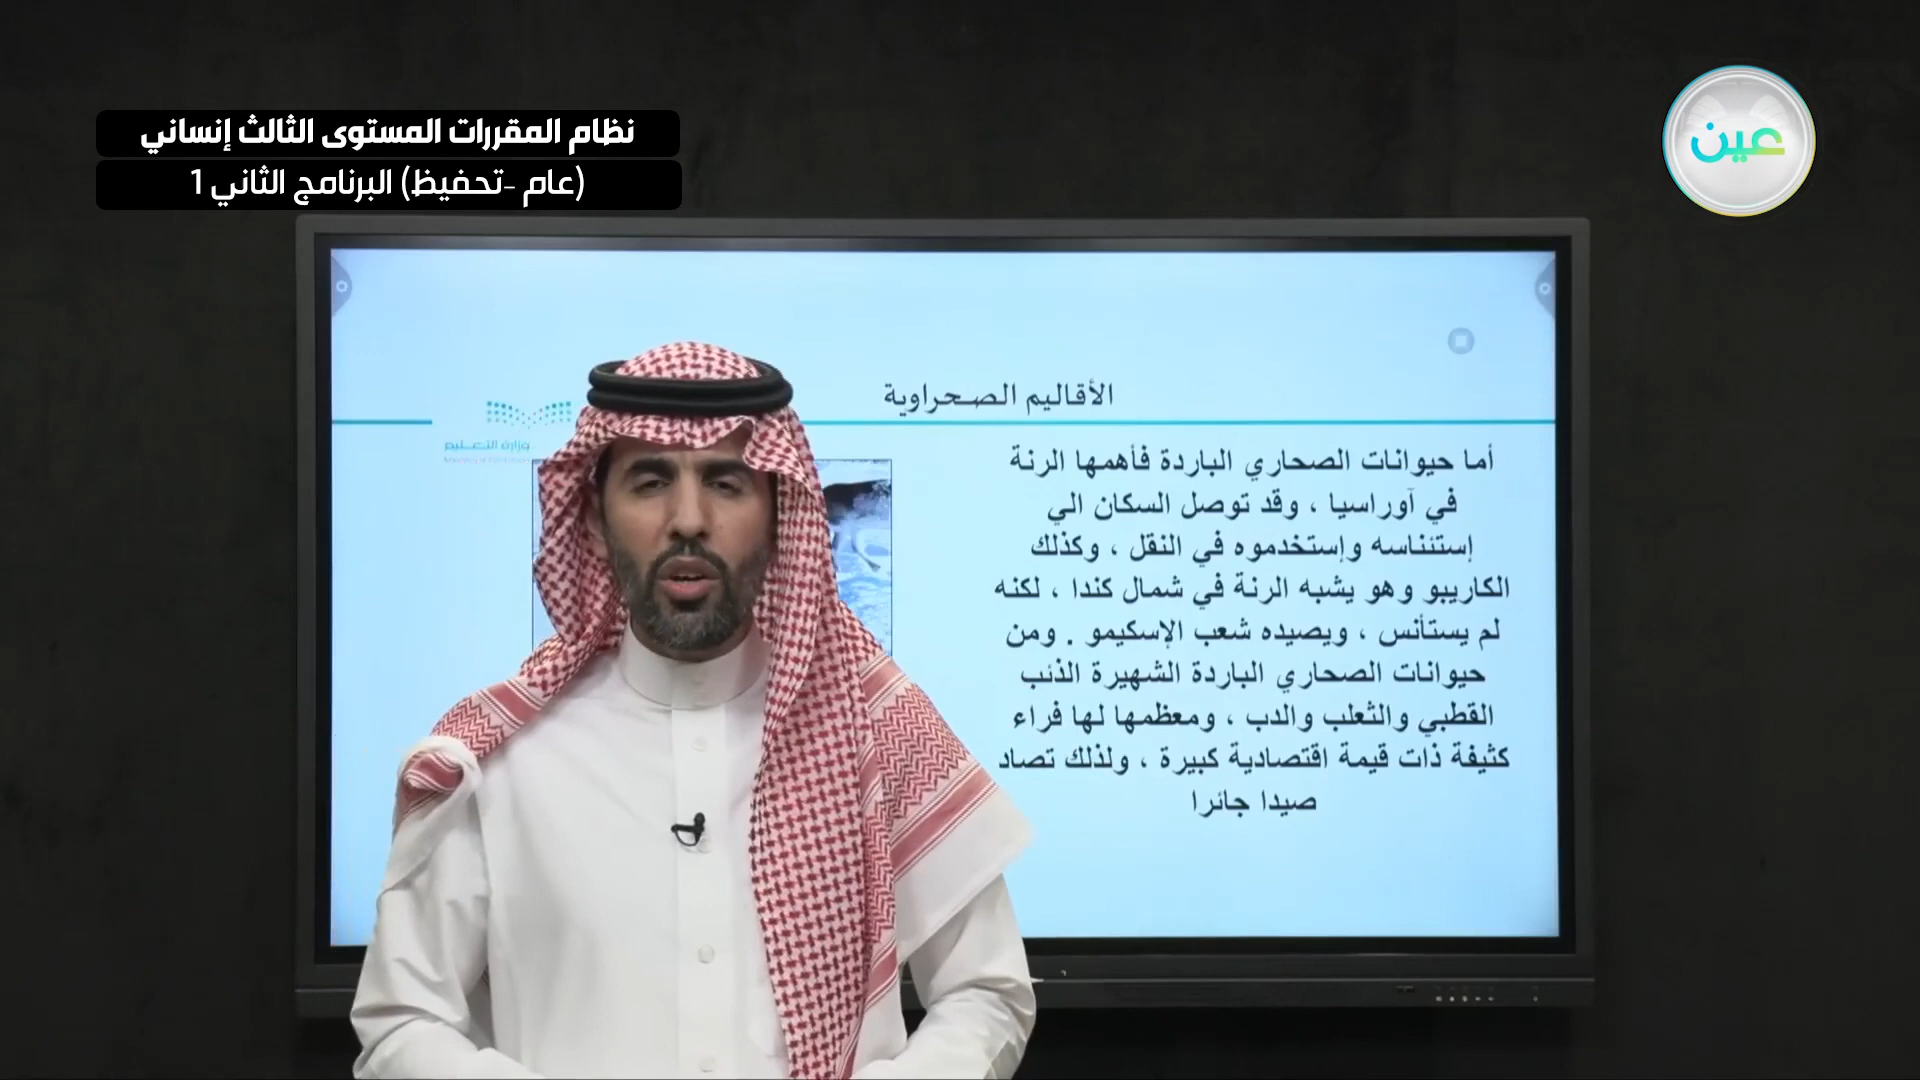 نظام المقررات المستوى الثالث إنساني
(عام -تحفيظ) البرنامج الثاني 1
عين
الأقاليم الصحراوية
وزارة التعليم
أما حيوانات الصحاري الباردة فأهمها الرنة
في آوراسيا ، وقد توصل السكان الي
إستئناسه وإستخدموه في النقل ، وكذلك
الكاريبو وهو يشبه الرنة في شمال كندا ، لكنه
لم يستأنس ، ويصيده شعب الإسكيمو . ومن
حيوانات الصحاري الباردة الشهيرة الذئب
القطبي والثعلب والدب ، ومعظمها لها فراء
كثيفة ذات قيمة اقتصادية كبيرة ، ولذلك تصاد
صيدا جائرا